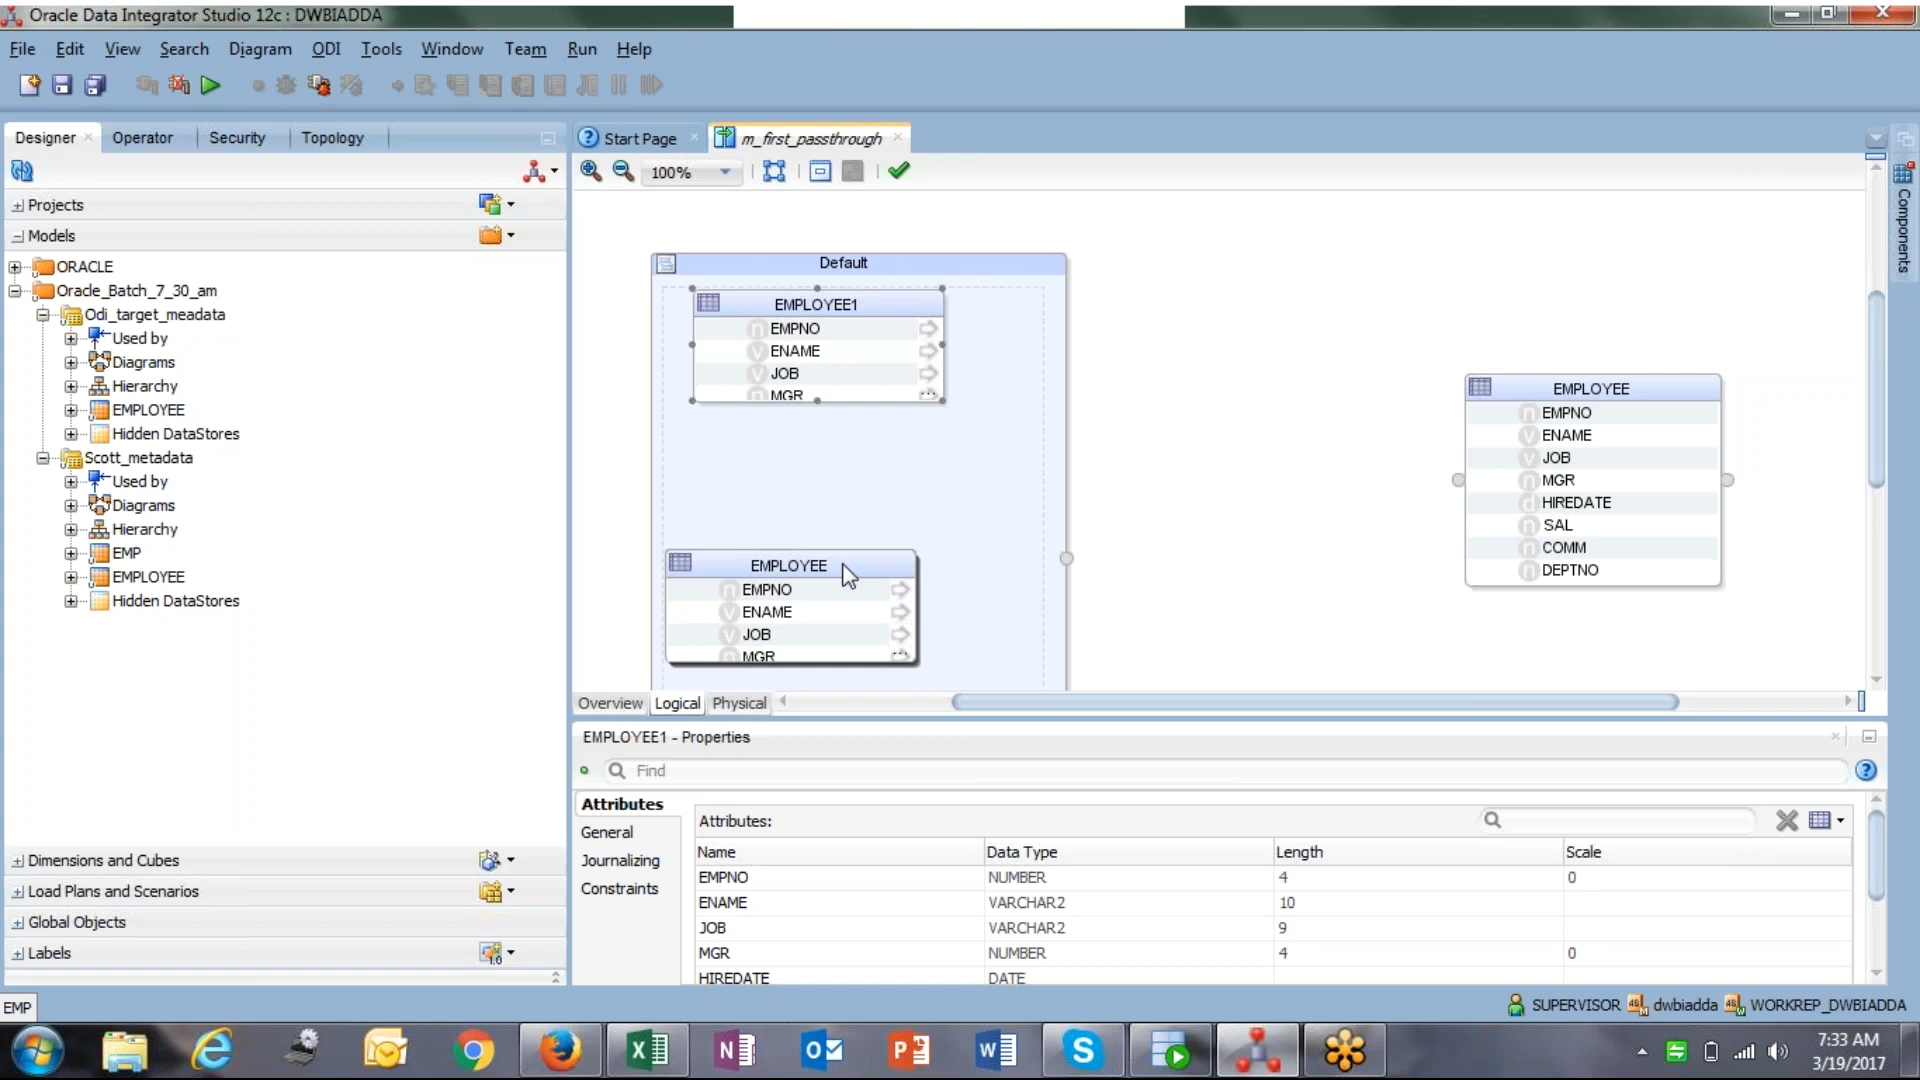 Oracle Data Integrator Studio 12c : DWBIADDA
File Edit View Search Diagram ODI Tools Window Team Run Help
Designer Operator Security Topology
Start Page m_first_passthrough
100%
Projects
Models
ORACLE
Oracle_Batch_7_30_am
Odi_target_meadata
Used by
Diagrams
Hierarchy
EMPLOYEE
Hidden DataStores
Scott_metadata
Used by
Diagrams
Hierarchy
EMP
EMPLOYEE
Hidden DataStores
Dimensions and Cubes
Load Plans and Scenarios
Global Objects
Labels
Default
EMPLOYEE1
EMPNO
ENAME
JOB
MGR
EMPLOYEE
EMPNO
ENAME
JOB
MGR
EMPLOYEE
EMPNO
ENAME
JOB
MGR
HIREDATE
SAL
COMM
DEPTNO
Components
Overview Logical Physical
EMPLOYEE1 - Properties
Find
Attributes
General
Journalizing
Constraints
Attributes:
Name Data Type Length Scale
EMPNO NUMBER 4 0
ENAME VARCHAR2 10
JOB VARCHAR2 9
MGR NUMBER 4 0
HIREDATE DATE
EMP
SUPERVISOR dwbiadda WORKREP_DWBIADDA
7:33 AM
3/19/2017